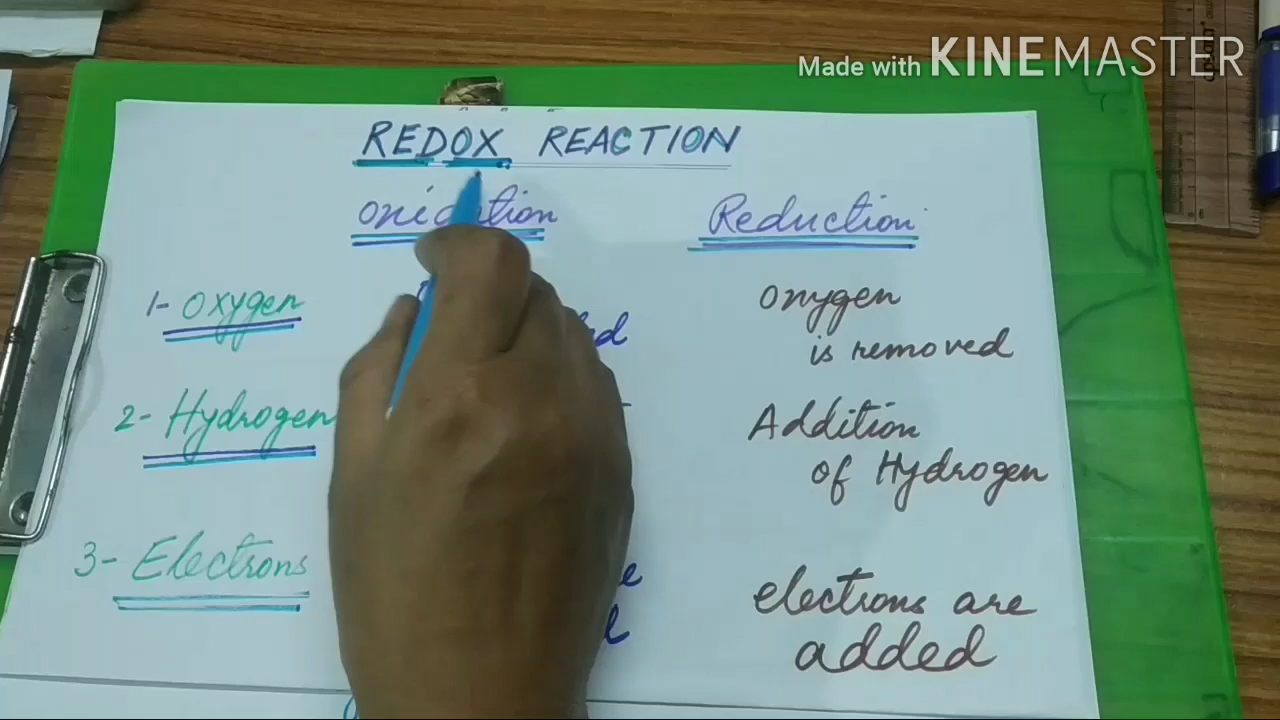 Made with KINEMASTER
REDOX REACTION
Reduction
1- Oxygen
Onygen
is removed
2- Hydrogen
Addition
of Hydrogen
3- Electrons
electrons are
added